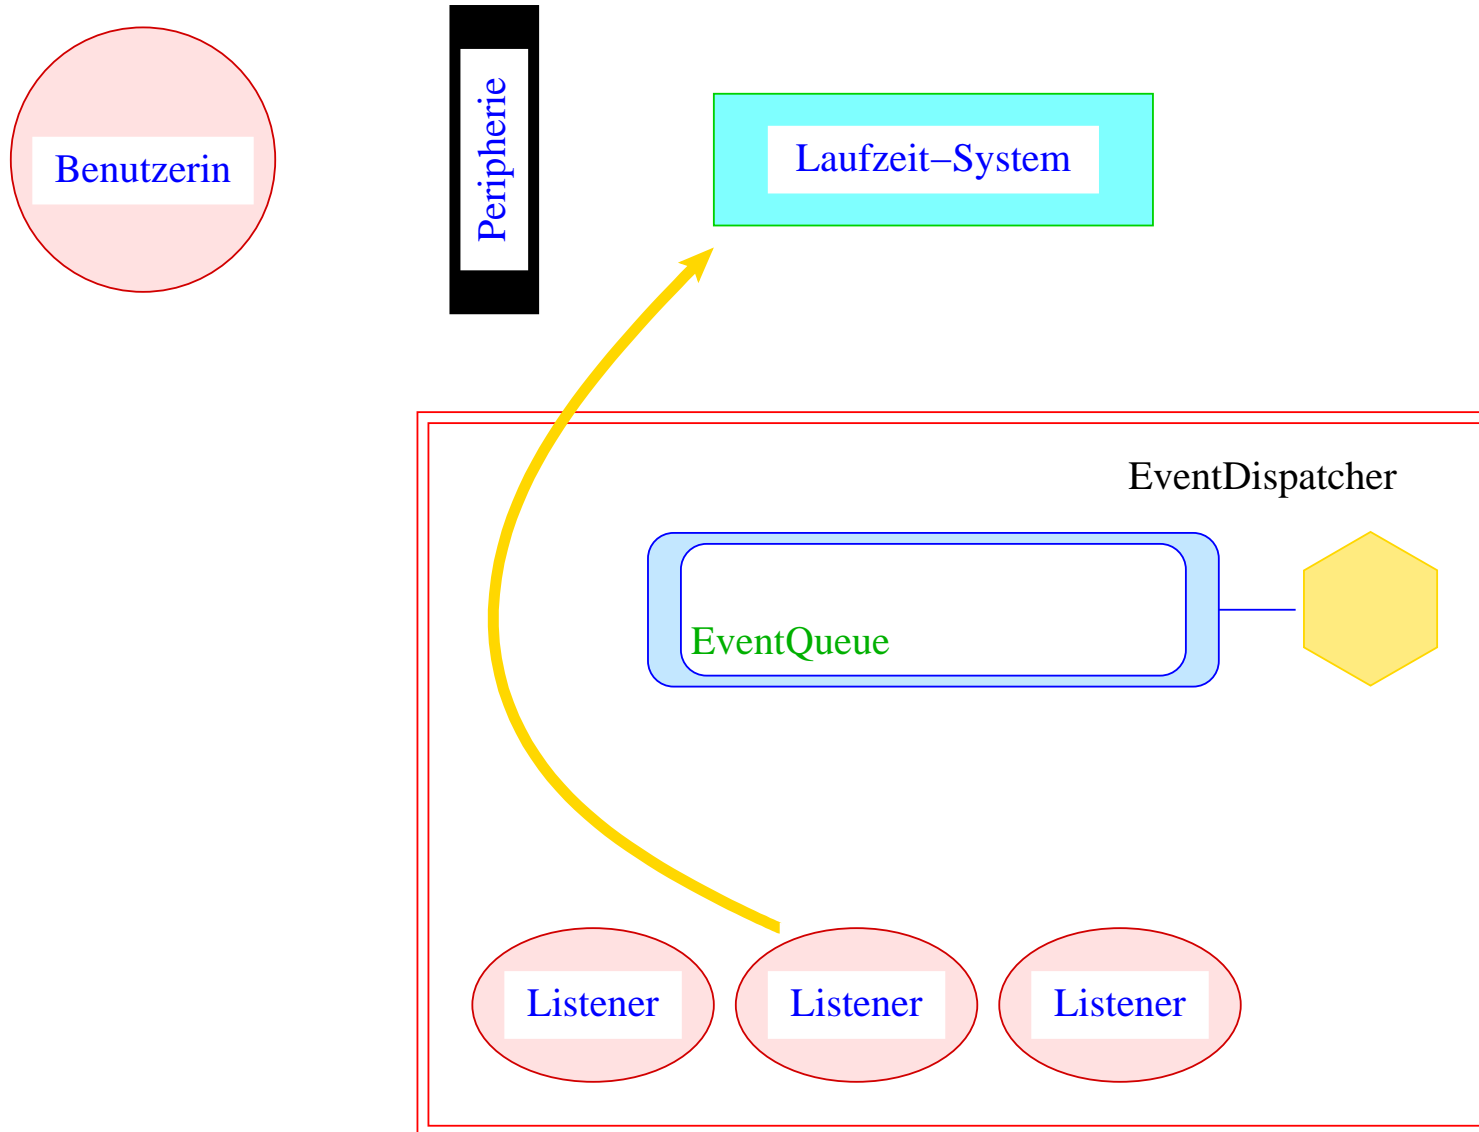 Benutzerin
Peripherie
Laufzeit–System
EventDispatcher
EventQueue
Listener
Listener
Listener